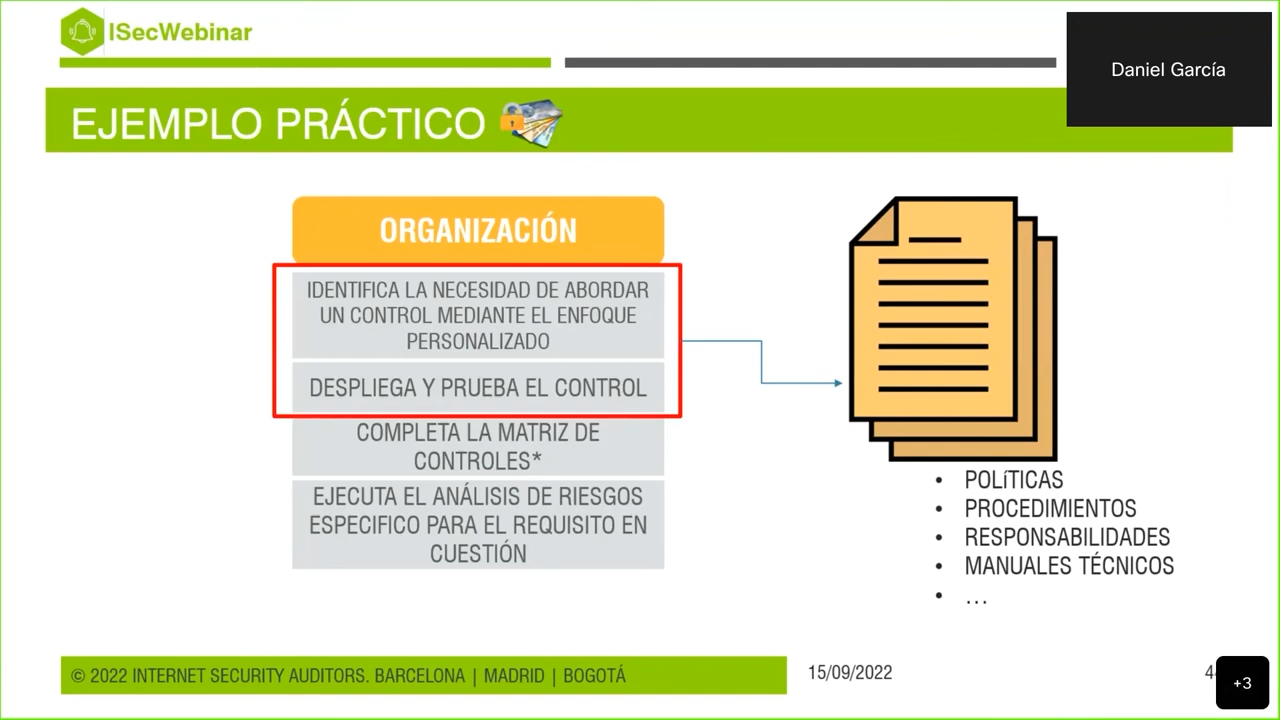 ISecWebinar
Daniel García
EJEMPLO PRÁCTICO
ORGANIZACIÓN
IDENTIFICA LA NECESIDAD DE ABORDAR
UN CONTROL MEDIANTE EL ENFOQUE
PERSONALIZADO
DESPLIEGA Y PRUEBA EL CONTROL
COMPLETA LA MATRIZ DE
CONTROLES*
EJECUTA EL ANÁLISIS DE RIESGOS
ESPECIFICO PARA EL REQUISITO EN
CUESTIÓN
• POLíTICAS
• PROCEDIMIENTOS
• RESPONSABILIDADES
• MANUALES TÉCNICOS
• ...
© 2022 INTERNET SECURITY AUDITORS. BARCELONA | MADRID | BOGOTÁ
15/09/2022
+3